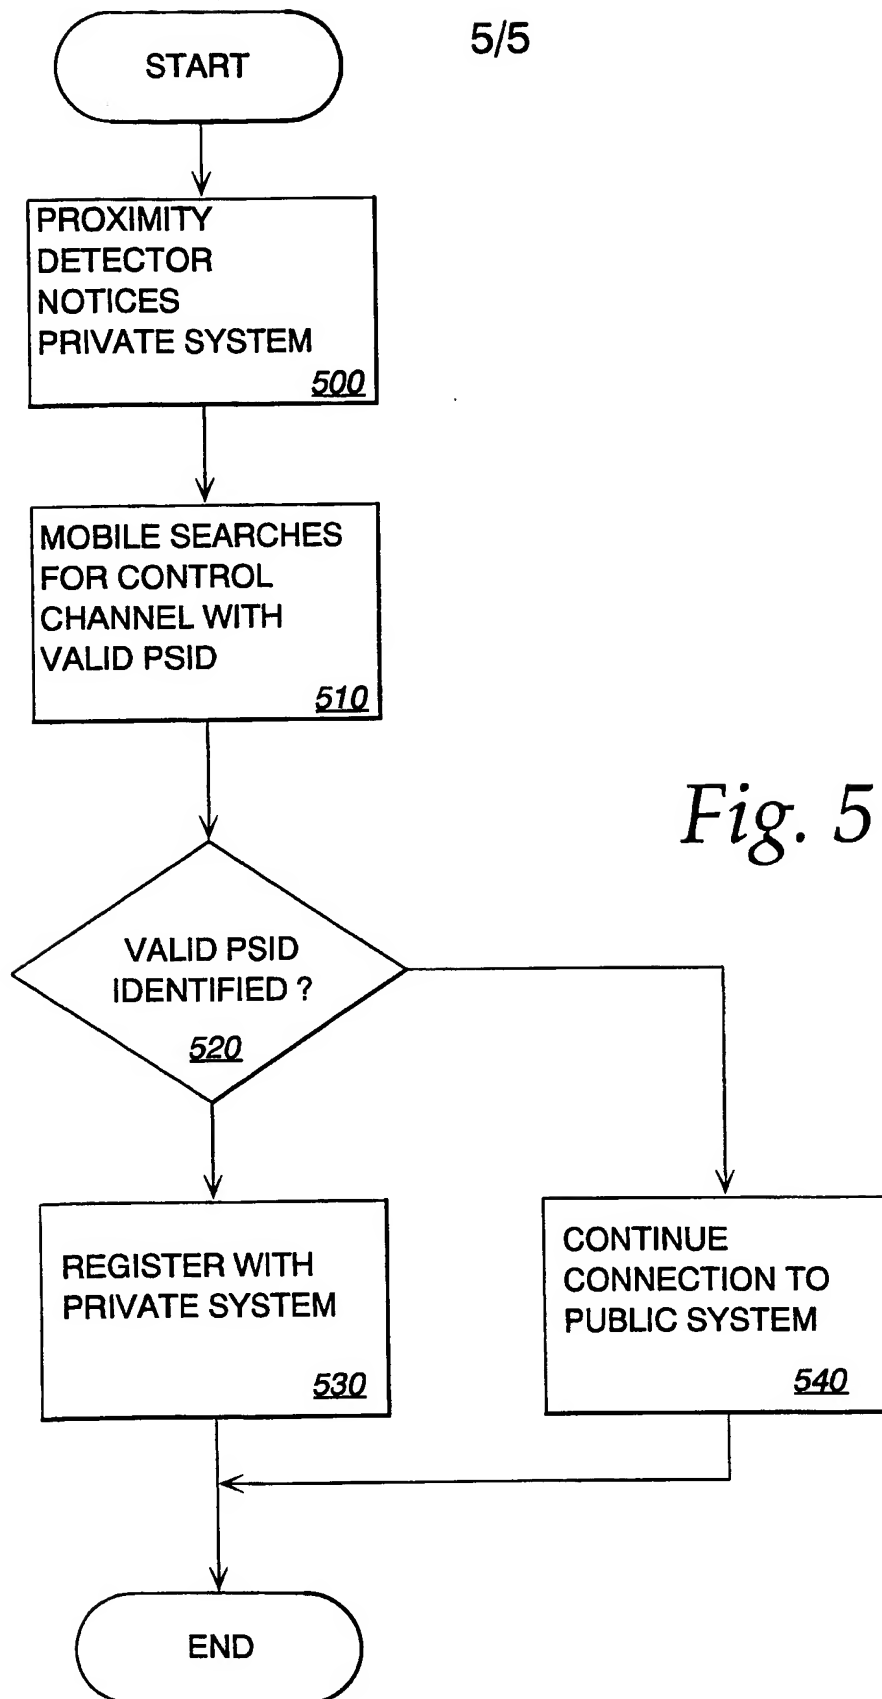 5/5
START
PROXIMITY
DETECTOR
NOTICES
PRIVATE SYSTEM
500
MOBILE SEARCHES
FOR CONTROL
CHANNEL WITH
VALID PSID
510
Fig. 5
VALID PSID
IDENTIFIED ?
520
REGISTER WITH
PRIVATE SYSTEM
530
CONTINUE
CONNECTION TO
PUBLIC SYSTEM
540
END